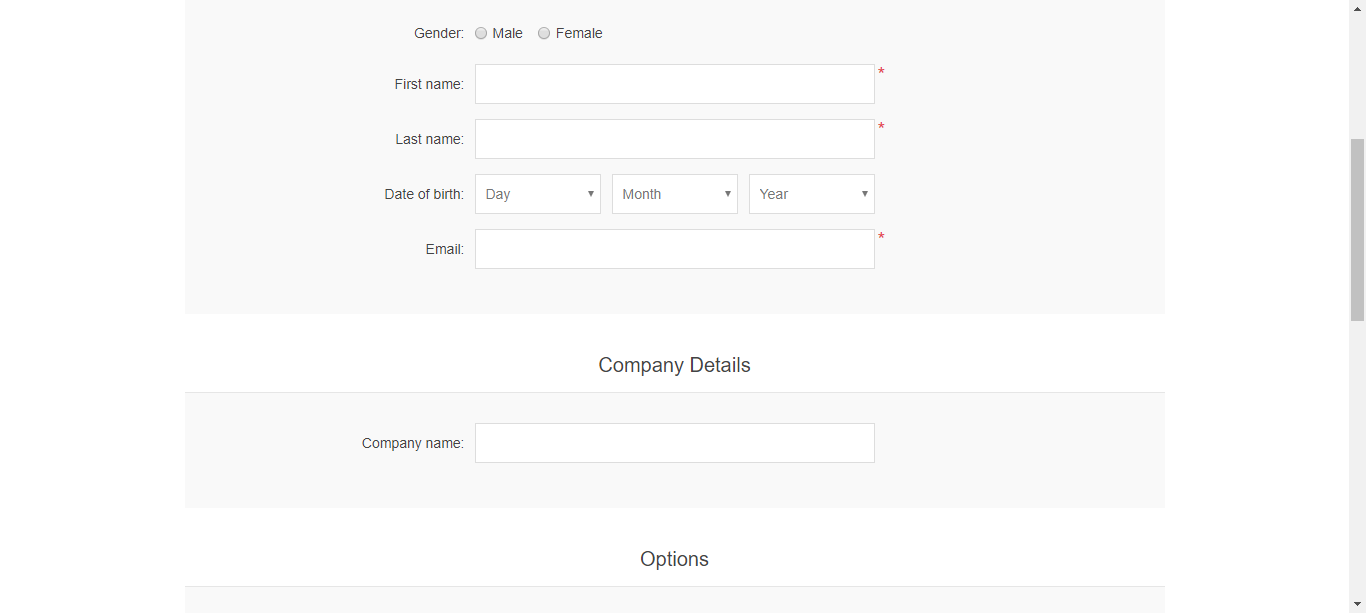 Gender: Male Female
First name: *
Last name: *
Date of birth: Day Month Year
Email: *
Company Details
Company name:
Options